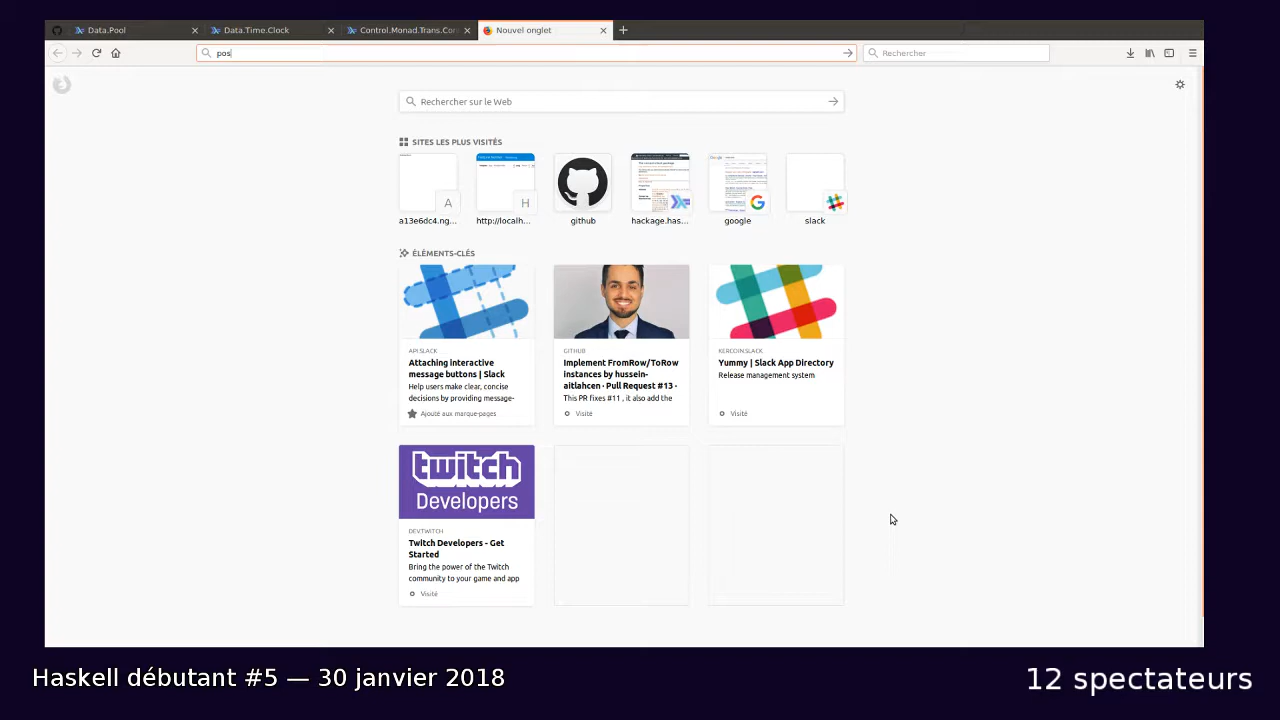 Data.Pool
Data.Time.Clock
Control.Monad.Trans.Con
Nouvel onglet
pos
Rechercher
Rechercher sur le Web
SITES LES PLUS VISITÉS
A
H
a13e6dc4.ng...
http://localh...
github
hackage.has...
google
slack
ÉLÉMENTS-CLÉS
API.SLACK
Attaching interactive
message buttons | Slack
Help users make clear, concise
decisions by providing message-
Ajouté aux marque-pages
GITHUB
Implement FromRow/ToRow
instances by hussein-
aitlahcen · Pull Request #13 ·
This PR fixes #11 , it also add the
Visité
KERCOIN.SLACK
Yummy | Slack App Directory
Release management system
Visité
twitch
Developers
DEV.TWITCH
Twitch Developers - Get
Started
Bring the power of the Twitch
community to your game and app
Visité
Haskell débutant #5 — 30 janvier 2018
12 spectateurs